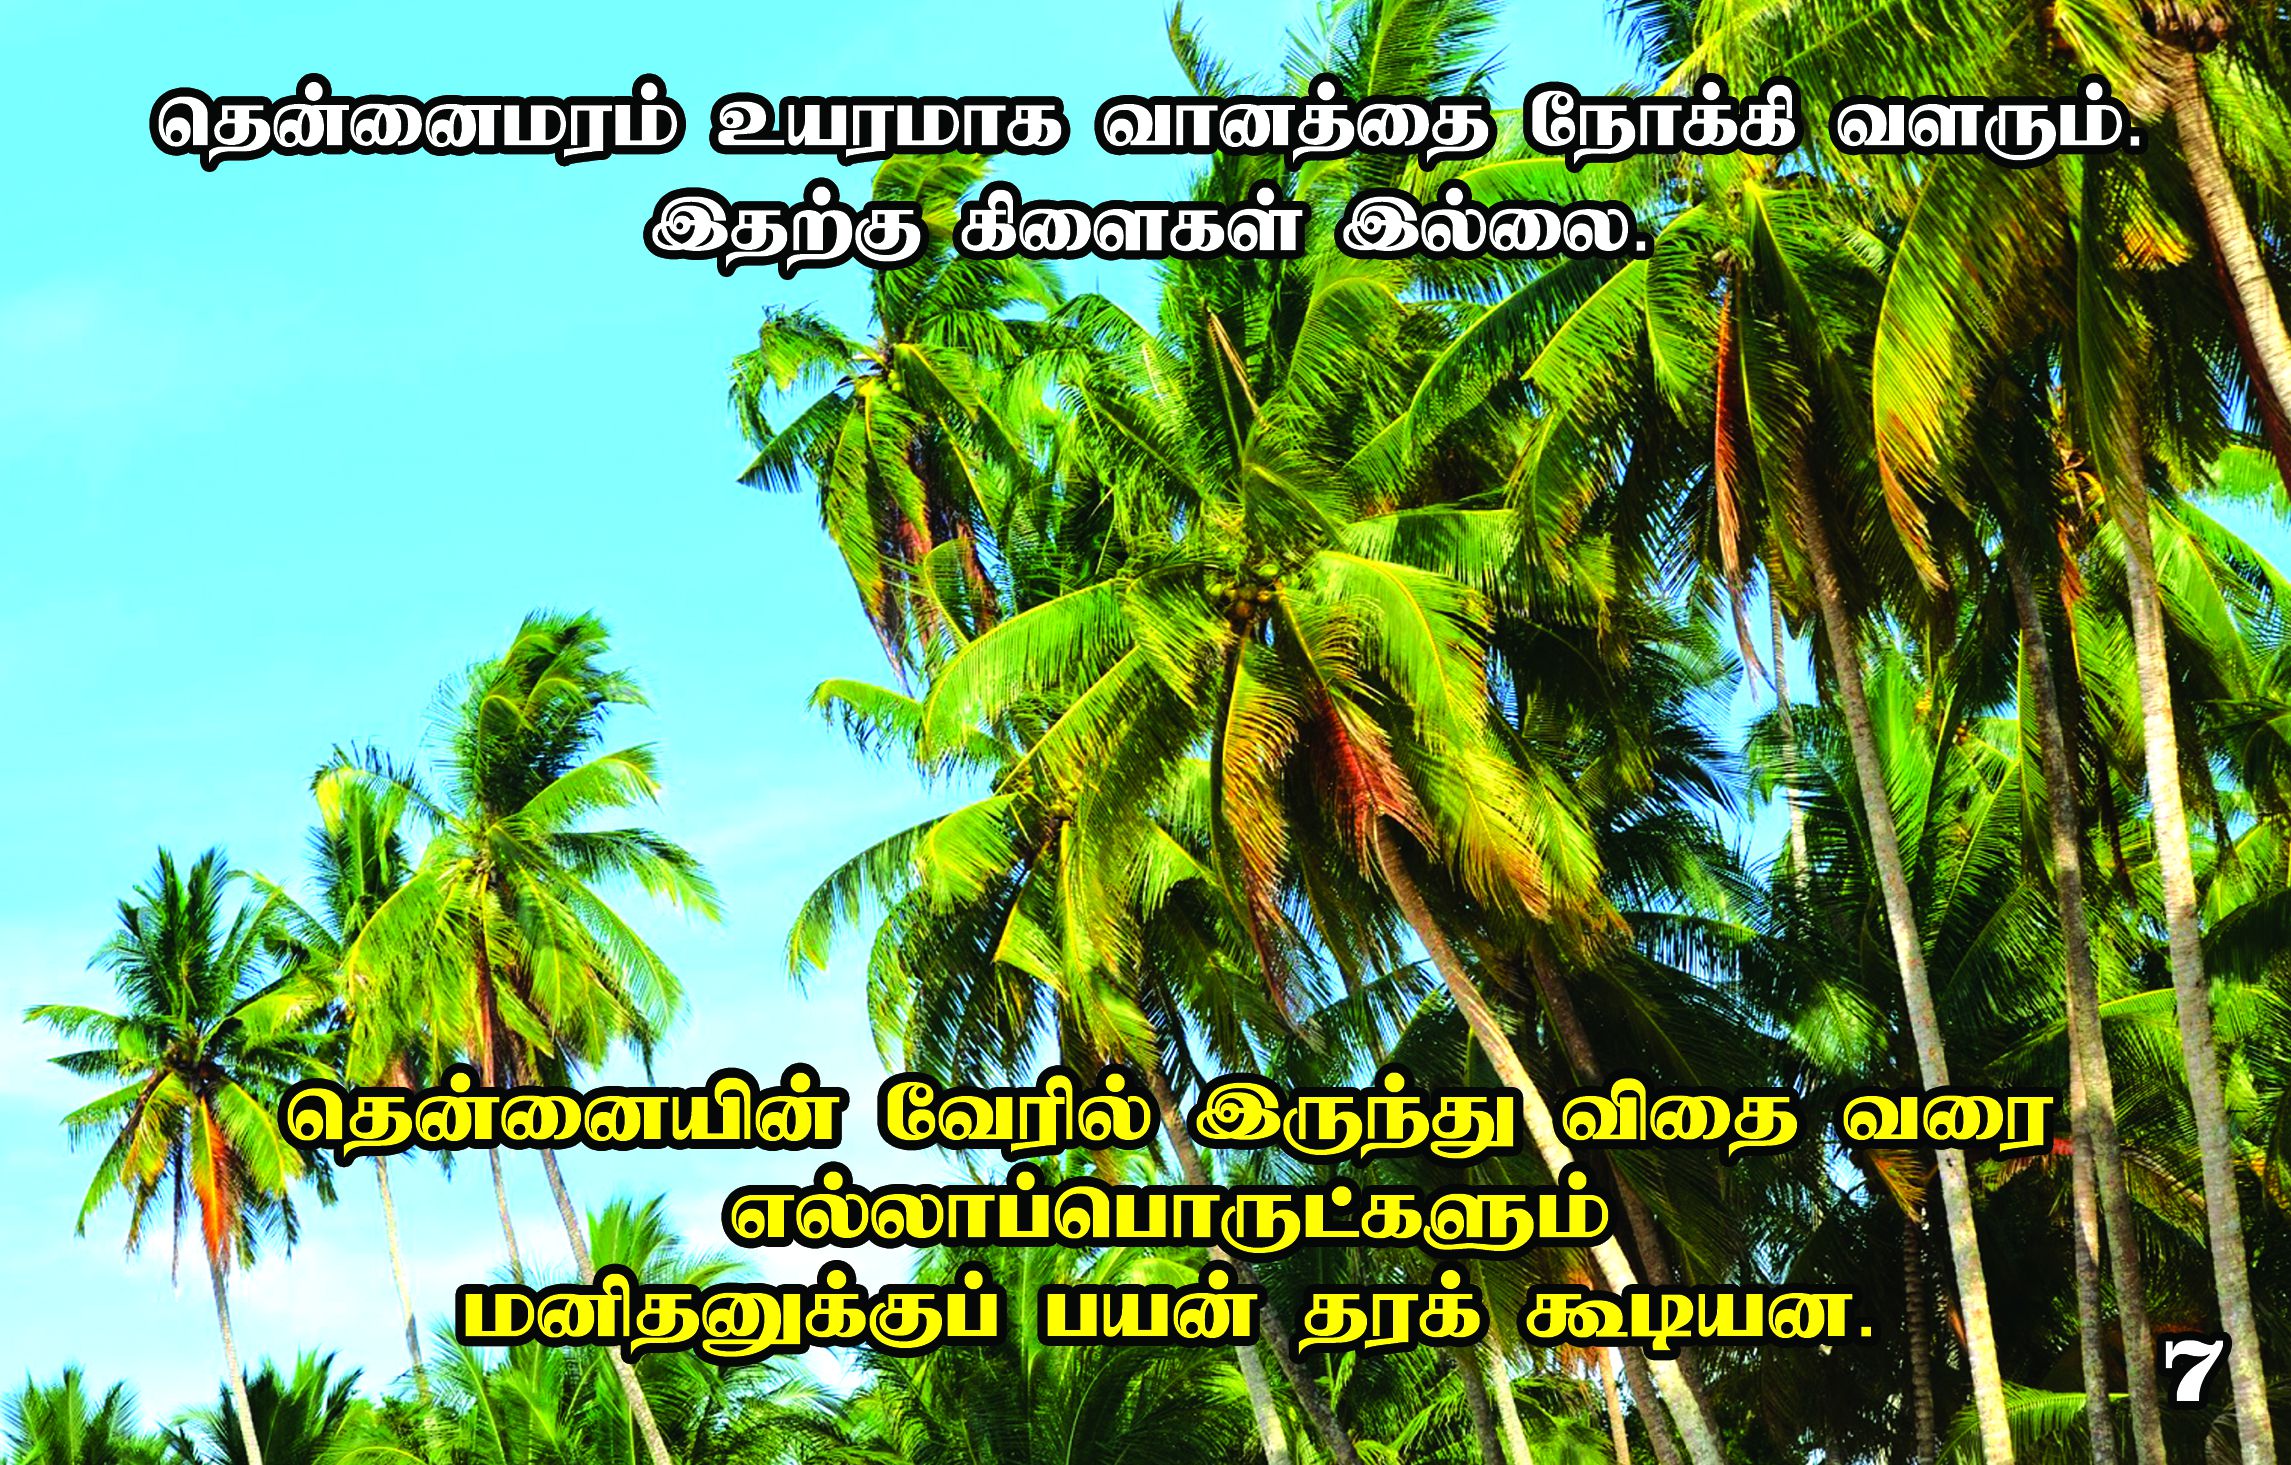 தென்னைமரம் உயரமாக வானத்தை நோக்கி வளரும்.
இதற்கு கிளைகள் இல்லை.
தென்னையின் வேரில் இருந்து விதை வரை
எல்லாப்பொருட்களும்
மனிதனுக்குப் பயன் தரக் கூடியன.
7